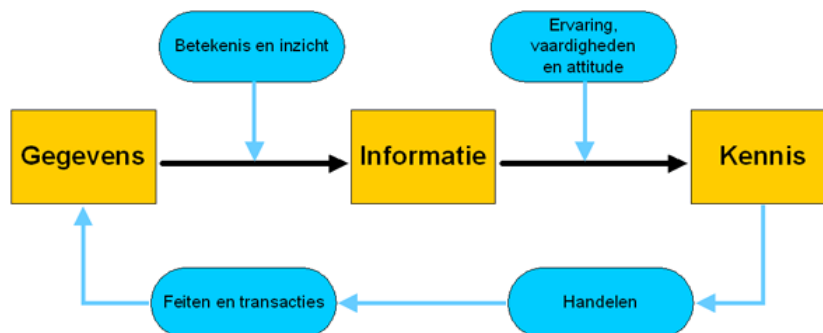 Betekenis en inzicht
Ervaring,
vaardigheden
en attitude
Gegevens
Informatie
Kennis
Feiten en transacties
Handelen